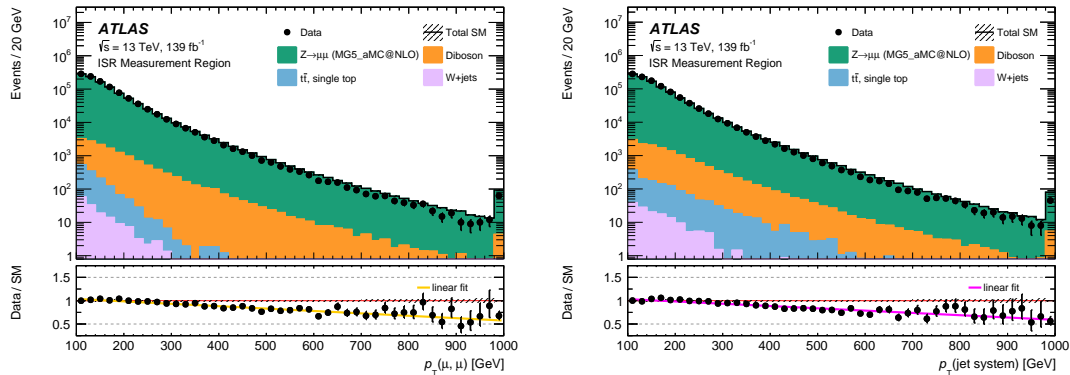 ATLAS
√s = 13 TeV, 139 fb⁻¹
ISR Measurement Region
Data
Total SM
Z→μμ (MG5_aMC@NLO)
Diboson
tt̄, single top
W+jets
Events / 20 GeV
10⁷
10⁶
10⁵
10⁴
10³
10²
10
1
linear fit
Data / SM
1.5
1
0.5
100 200 300 400 500 600 700 800 900 1000
p_T(μ, μ) [GeV]
ATLAS
√s = 13 TeV, 139 fb⁻¹
ISR Measurement Region
Data
Total SM
Z→μμ (MG5_aMC@NLO)
Diboson
tt̄, single top
W+jets
Events / 20 GeV
10⁷
10⁶
10⁵
10⁴
10³
10²
10
1
linear fit
Data / SM
1.5
1
0.5
100 200 300 400 500 600 700 800 900 1000
p_T(jet system) [GeV]